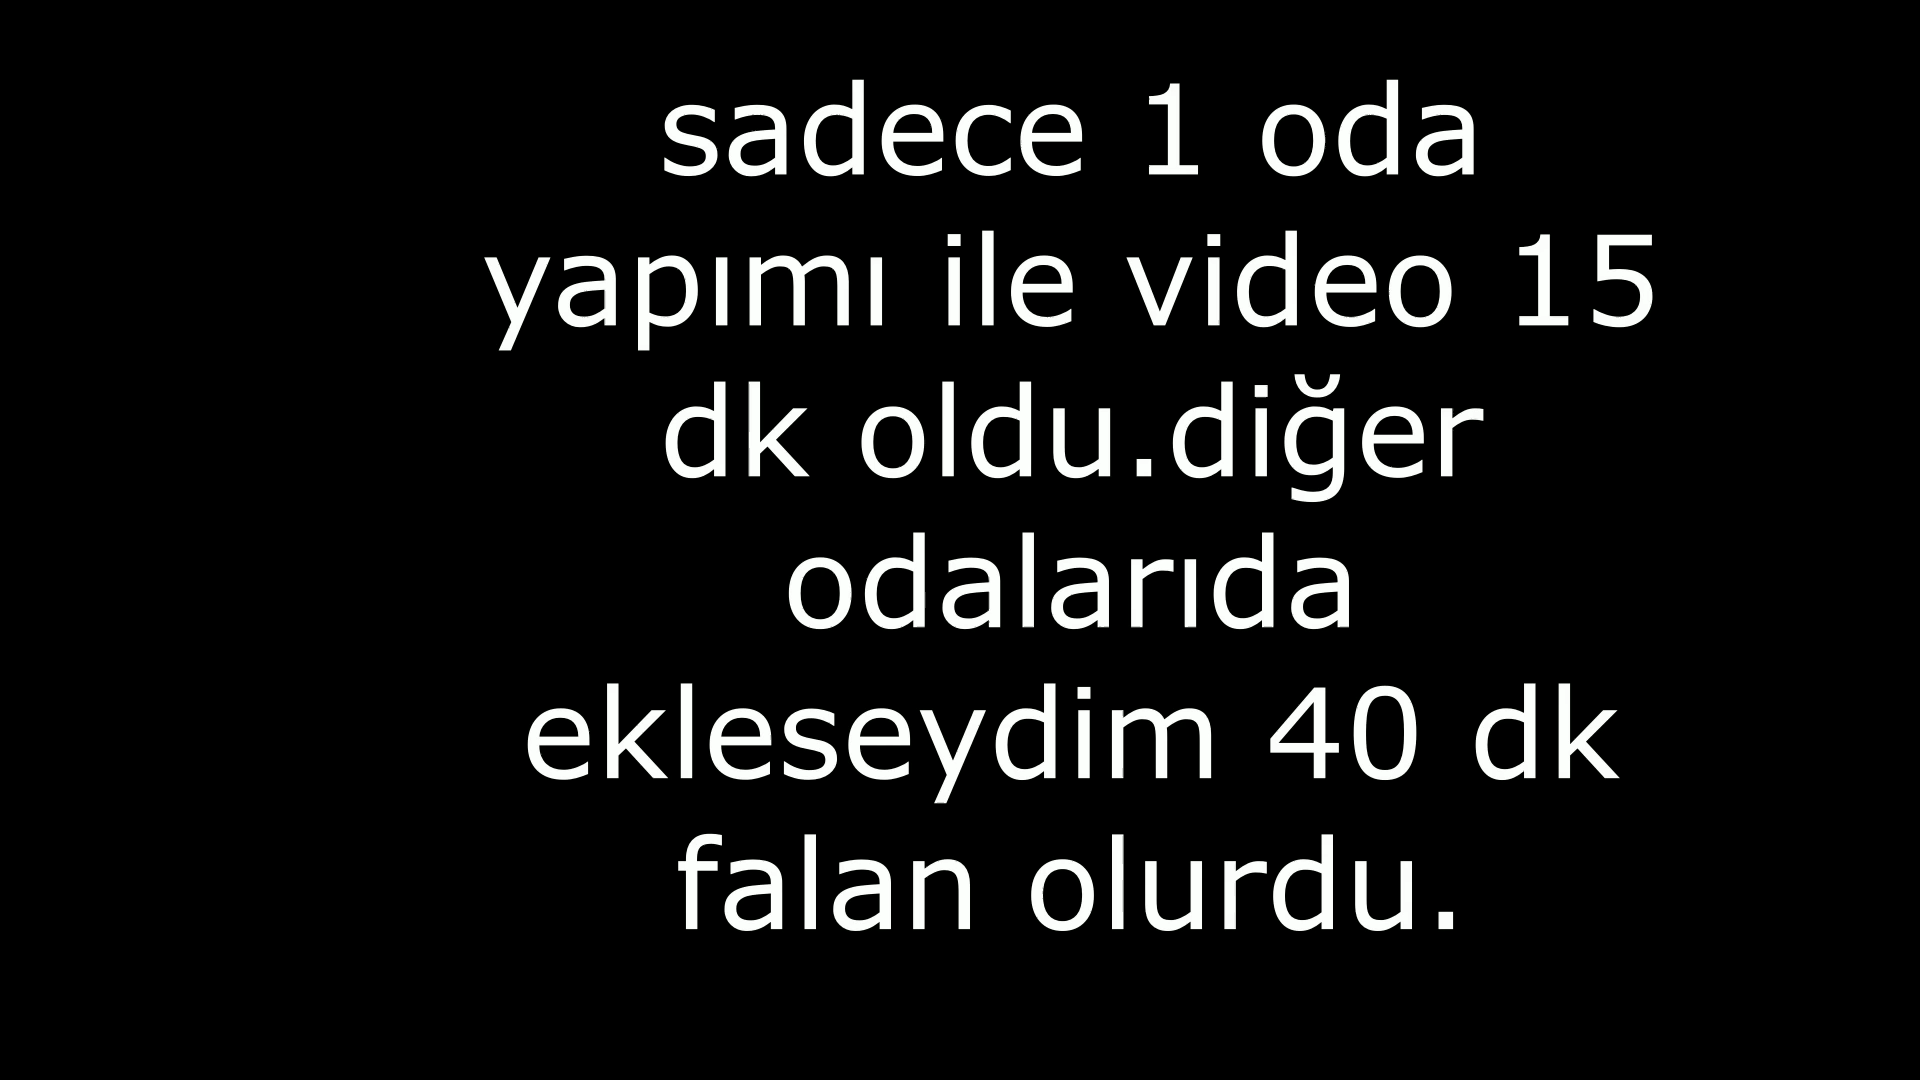 sadece 1 oda
yapımı ile video 15
dk oldu.diğer
odalarıda
ekleseydim 40 dk
falan olurdu.